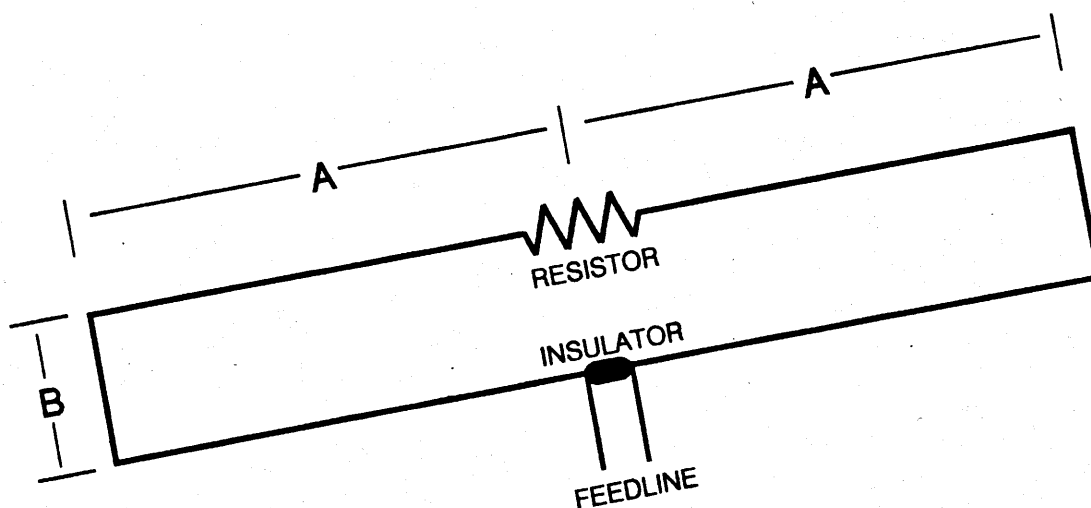 A
A
RESISTOR
INSULATOR
B
FEEDLINE